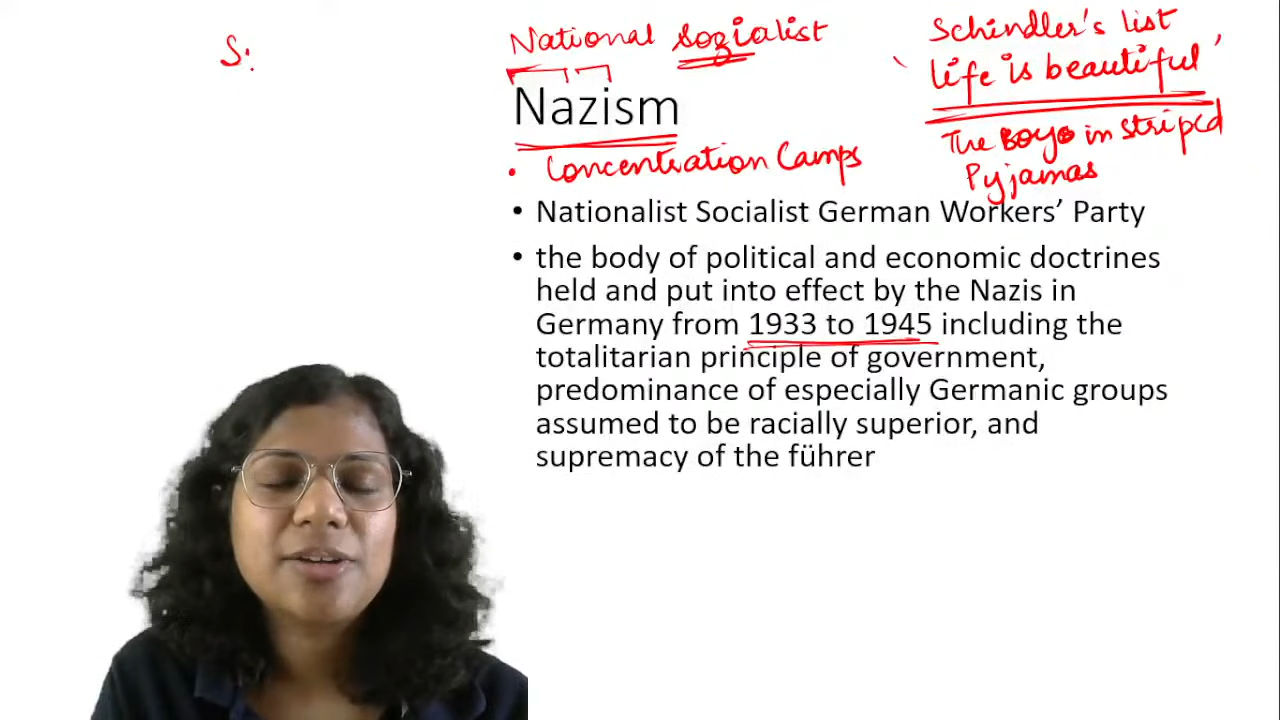 S.
National Sozialist
Schindler's list
'life is beautiful'
The boy in striped
Pyjamas
Nazism
• Concentration Camps
• Nationalist Socialist German Workers’ Party
• the body of political and economic doctrines
held and put into effect by the Nazis in
Germany from 1933 to 1945 including the
totalitarian principle of government,
predominance of especially Germanic groups
assumed to be racially superior, and
supremacy of the führer